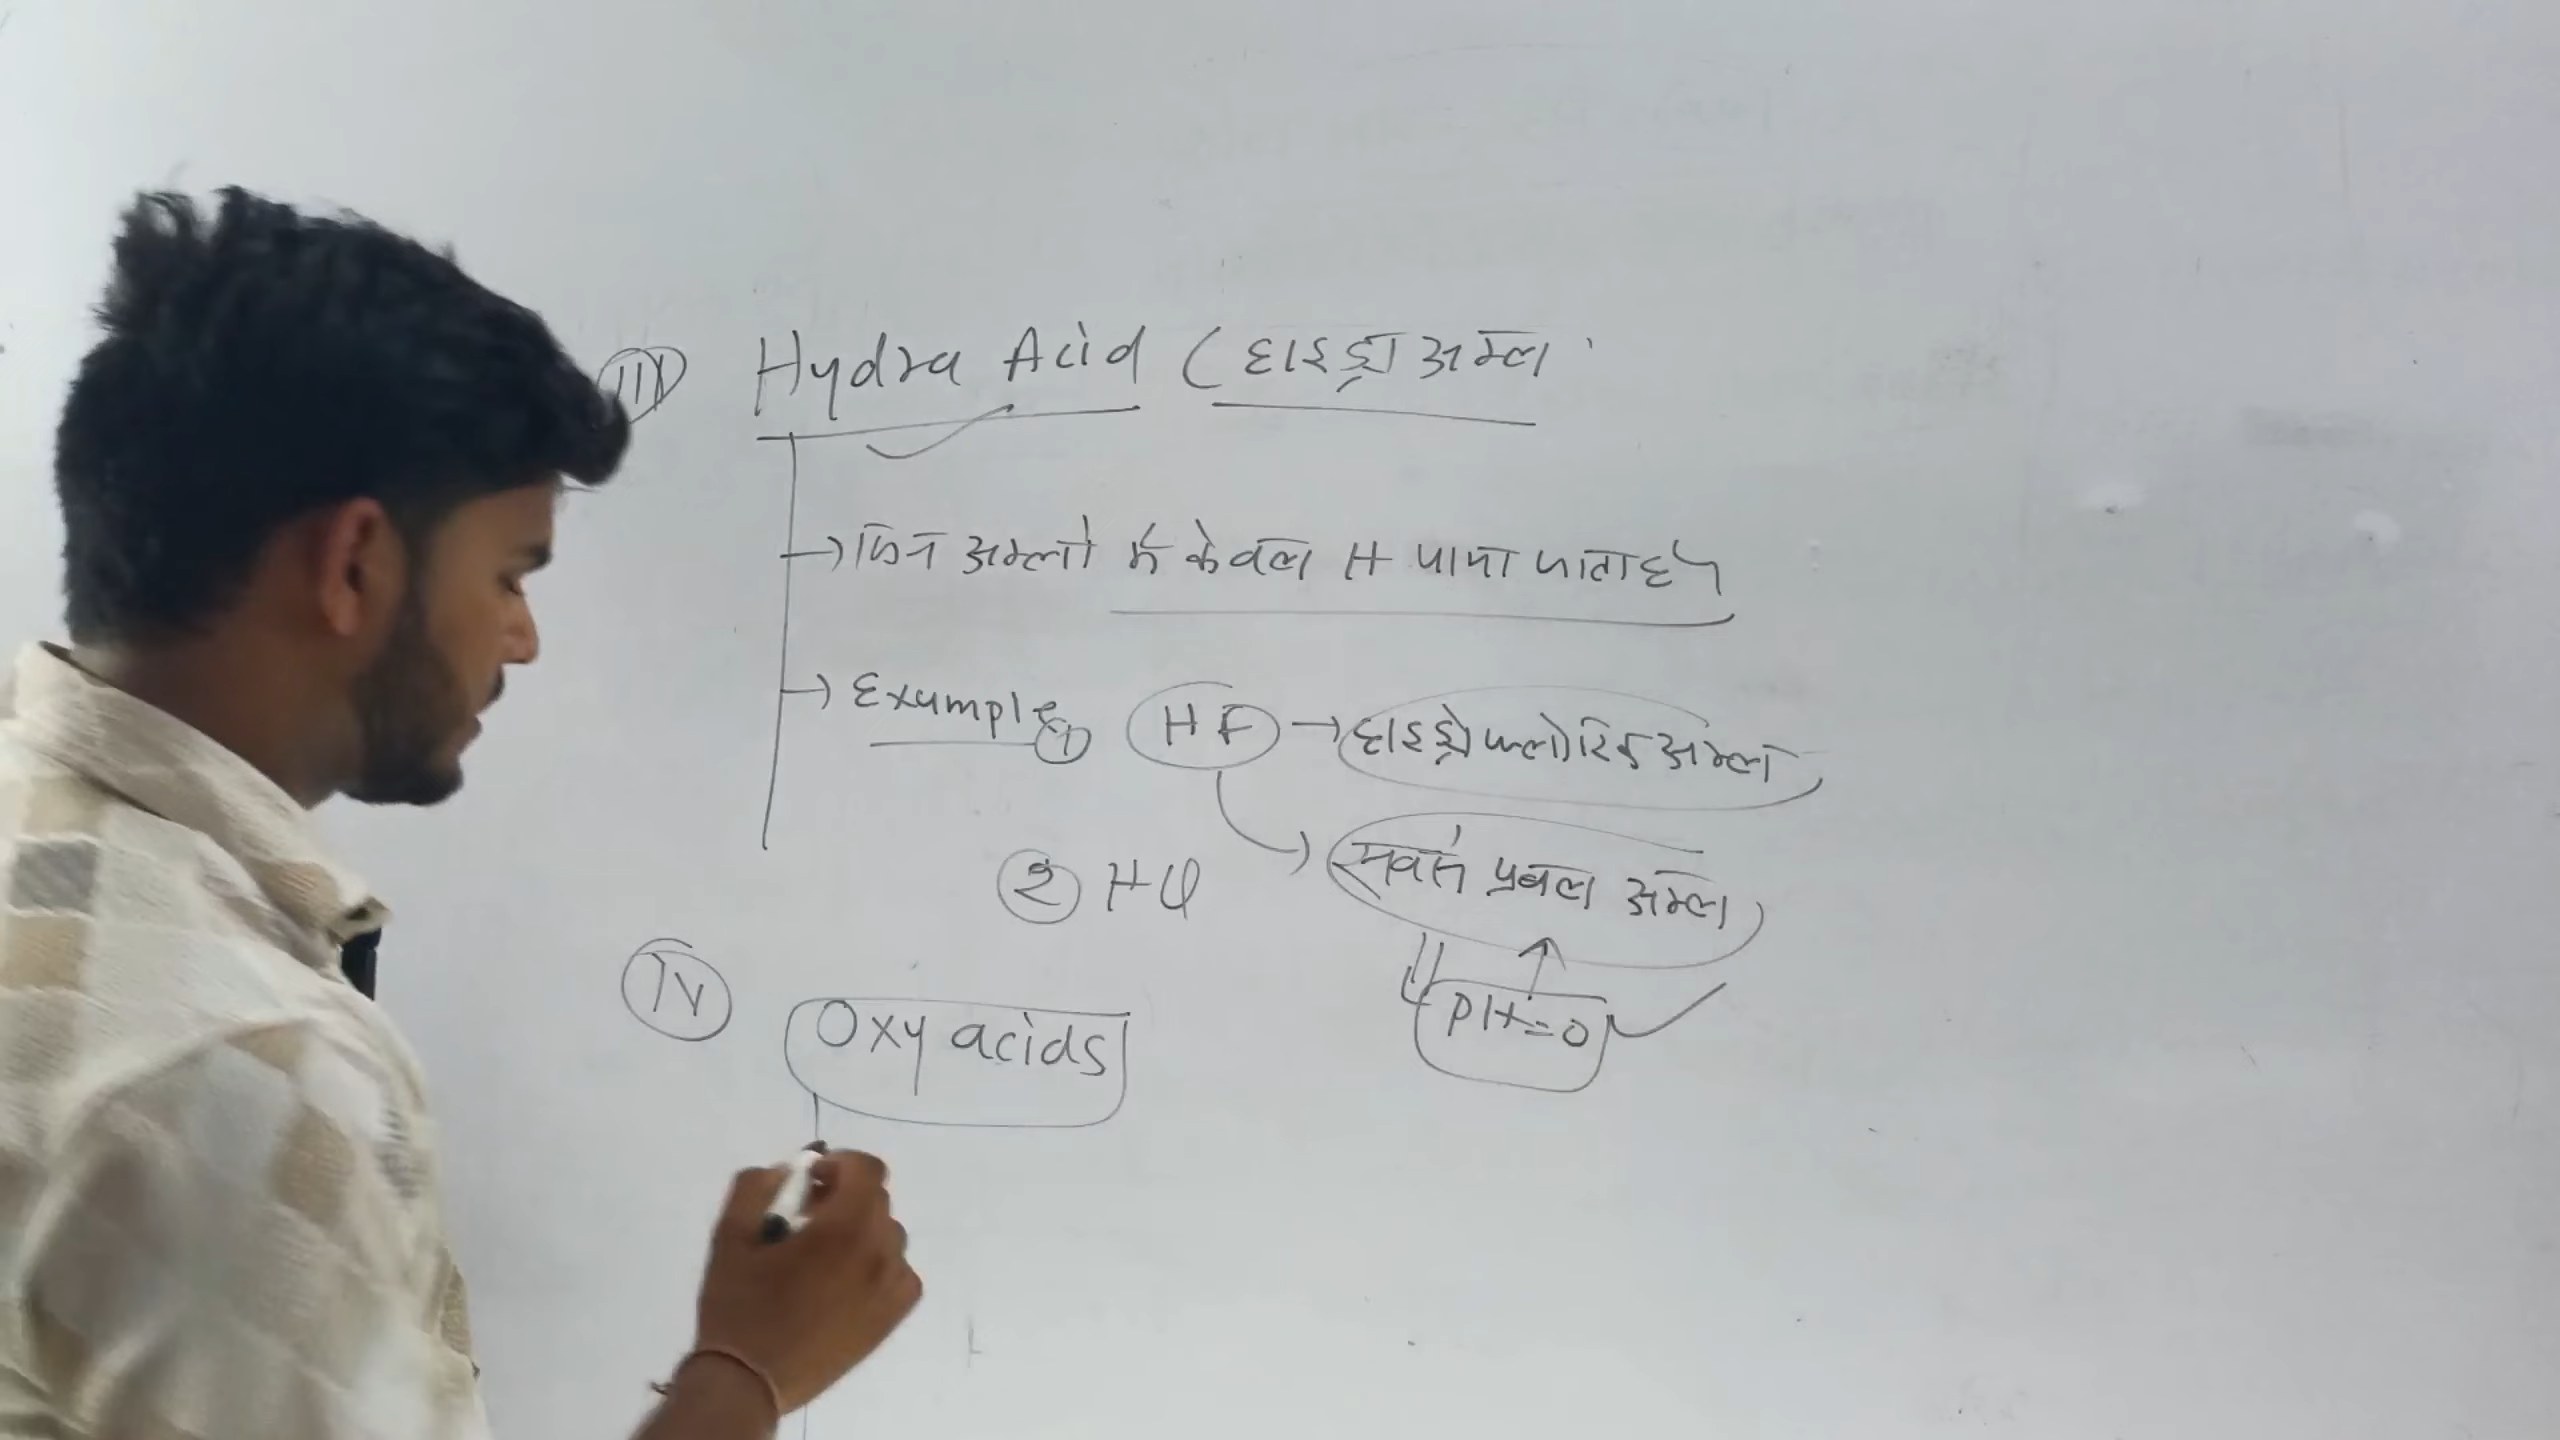 III Hydra Acid (हाइड्रा अम्ल
→ जिन अम्लो में केवल H पाया जाता है
→ Example ① HF → हाइड्रो फ्लोरिक अम्ल
→ सबसे प्रबल अम्ल
② HCl
pH=0
IV Oxy acids